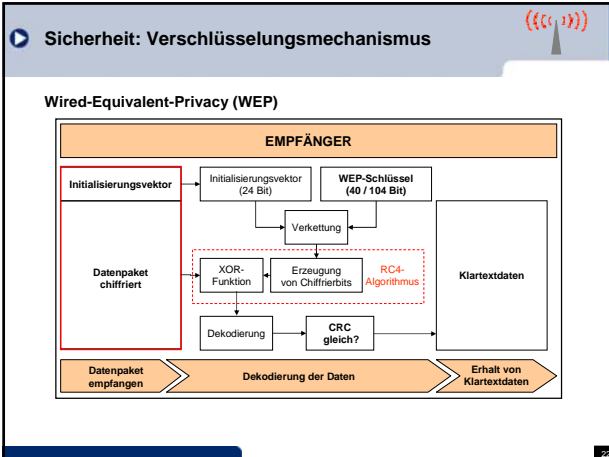 Sicherheit: Verschlüsselungsmechanismus
Wired-Equivalent-Privacy (WEP)
EMPFÄNGER
Initialisierungsvektor
Initialisierungsvektor
(24 Bit)
WEP-Schlüssel
(40 / 104 Bit)
Verkettung
Datenpaket
chiffriert
XOR-
Funktion
Erzeugung
von Chiffrierbits
RC4-
Algorithmus
Klartextdaten
Dekodierung
CRC
gleich?
Datenpaket
empfangen
Dekodierung der Daten
Erhalt von
Klartextdaten